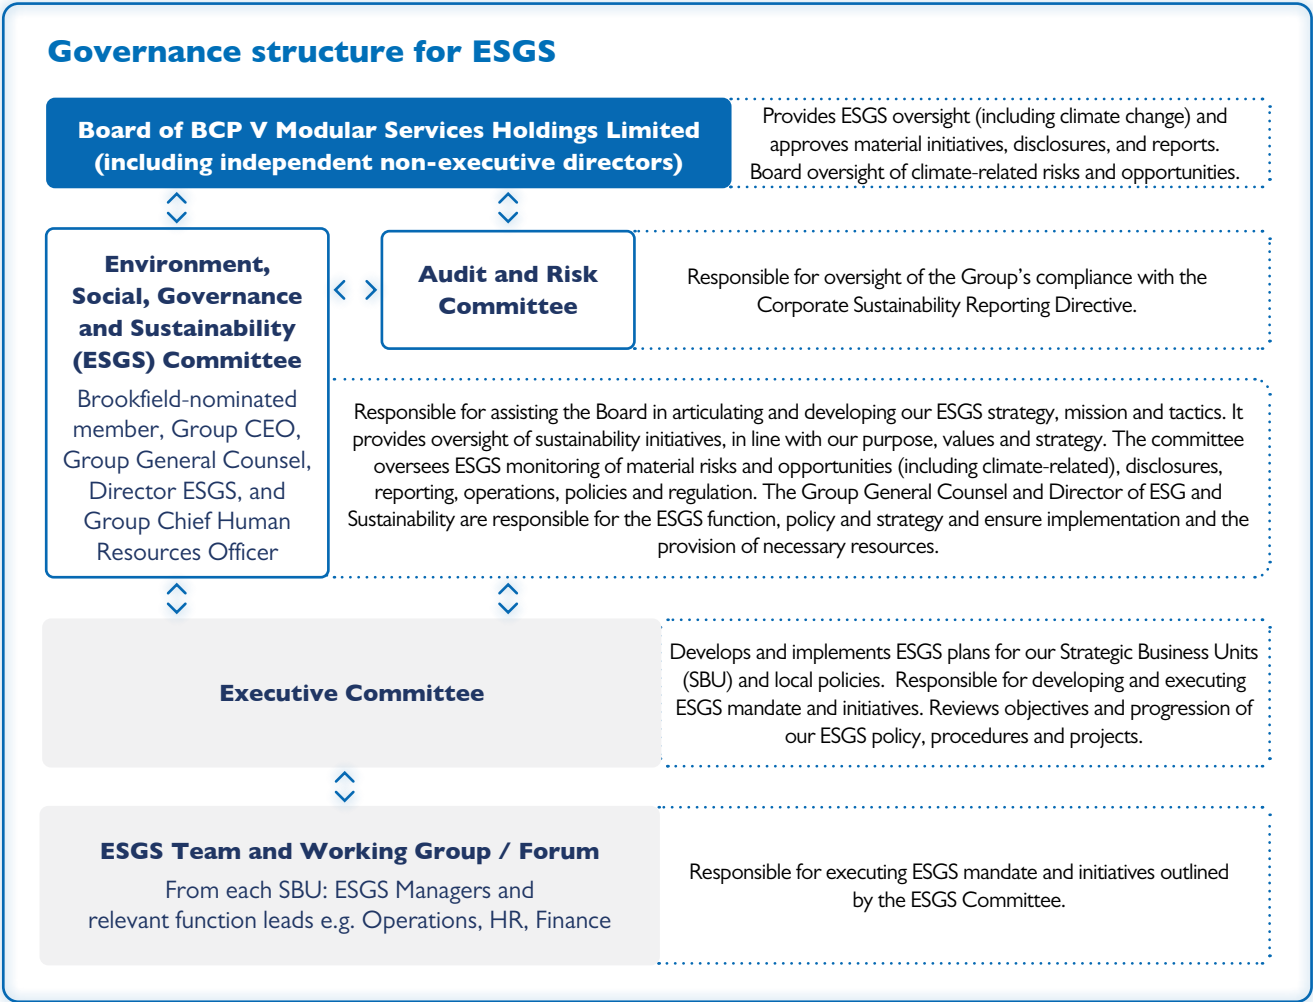 Governance structure for ESGS
Board of BCP V Modular Services Holdings Limited
(including independent non-executive directors)
Provides ESGS oversight (including climate change) and
approves material initiatives, disclosures, and reports.
Board oversight of climate-related risks and opportunities.
Environment,
Social, Governance
and Sustainability
(ESGS) Committee
Brookfield-nominated
member, Group CEO,
Group General Counsel,
Director ESGS, and
Group Chief Human
Resources Officer
Audit and Risk
Committee
Responsible for oversight of the Group’s compliance with the
Corporate Sustainability Reporting Directive.
Responsible for assisting the Board in articulating and developing our ESGS strategy, mission and tactics. It
provides oversight of sustainability initiatives, in line with our purpose, values and strategy. The committee
oversees ESGS monitoring of material risks and opportunities (including climate-related), disclosures,
reporting, operations, policies and regulation. The Group General Counsel and Director of ESG and
Sustainability are responsible for the ESGS function, policy and strategy and ensure implementation and the
provision of necessary resources.
Executive Committee
Develops and implements ESGS plans for our Strategic Business Units
(SBU) and local policies. Responsible for developing and executing
ESGS mandate and initiatives. Reviews objectives and progression of
our ESGS policy, procedures and projects.
ESGS Team and Working Group / Forum
From each SBU: ESGS Managers and
relevant function leads e.g. Operations, HR, Finance
Responsible for executing ESGS mandate and initiatives outlined
by the ESGS Committee.